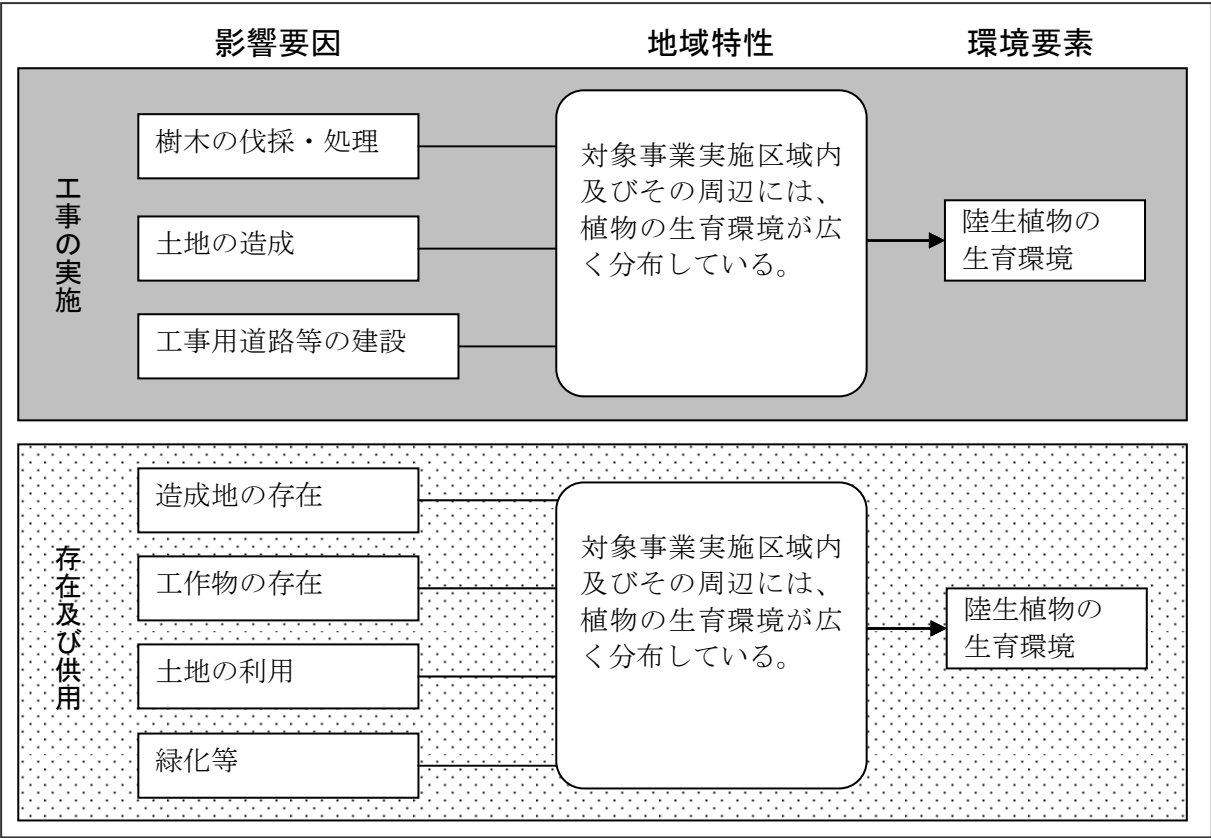 影響要因
地域特性
環境要素
工事の実施
樹木の伐採・処理
土地の造成
工事用道路等の建設
対象事業実施区域内
及びその周辺には、
植物の生育環境が広
く分布している。
陸生植物の
生育環境
存在及び供用
造成地の存在
工作物の存在
土地の利用
緑化等
対象事業実施区域内
及びその周辺には、
植物の生育環境が広
く分布している。
陸生植物の
生育環境